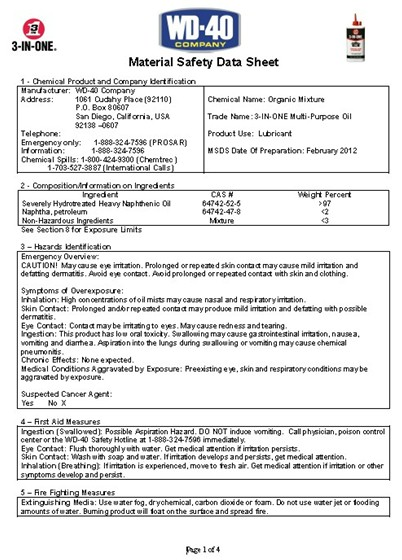 3
3-IN-ONE®
WD-40
COMPANY
Material Safety Data Sheet
1 - Chemical Product and Company Identification
Manufacturer: WD-40 Company
Address: 1061 Cudahy Place (92110)
P.O. Box 80607
San Diego, California, USA
92138 –0607
Telephone:
Emergency only: 1-888-324-7596 (PROSAR)
Information: 1-888-324-7596
Chemical Spills: 1-800-424-9300 (Chemtrec)
1-703-527-3887 (International Calls)
Chemical Name: Organic Mixture
Trade Name: 3-IN-ONE Multi-Purpose Oil
Product Use: Lubricant
MSDS Date Of Preparation: February 2012
2 - Composition/Information on Ingredients
Ingredient CAS # Weight Percent
Severely Hydrotreated Heavy Naphthenic Oil 64742-52-5 >97
Naphtha, petroleum 64742-47-8 <2
Non-Hazardous Ingredients Mixture <3
See Section 8 for Exposure Limits
3 – Hazards Identification
Emergency Overview:
CAUTION! May cause eye irritation. Prolonged or repeated skin contact may cause mild irritation and
defatting dermatitis. Avoid eye contact. Avoid prolonged or repeated contact with skin and clothing.
Symptoms of Overexposure:
Inhalation: High concentrations of oil mists may cause nasal and respiratory irritation.
Skin Contact: Prolonged and/or repeated contact may produce mild irritation and defatting with possible
dermatitis.
Eye Contact: Contact may be irritating to eyes. May cause redness and tearing.
Ingestion: This product has low oral toxicity. Swallowing may cause gastrointestinal irritation, nausea,
vomiting and diarrhea. Aspiration into the lungs during swallowing or vomiting may cause chemical
pneumonitis.
Chronic Effects: None expected.
Medical Conditions Aggravated by Exposure: Preexisting eye, skin and respiratory conditions may be
aggravated by exposure.
Suspected Cancer Agent:
Yes No X
4 – First Aid Measures
Ingestion (Swallowed): Possible Aspiration Hazard. DO NOT induce vomiting. Call physician, poison control
center or the WD-40 Safety Hotline at 1-888-324-7596 immediately.
Eye Contact: Flush thoroughly with water. Get medical attention if irritation persists.
Skin Contact: Wash with soap and water. If irritation develops and persists, get medical attention.
Inhalation (Breathing): If irritation is experienced, move to fresh air. Get medical attention if irritation or other
symptoms develop and persist.
5 – Fire Fighting Measures
Extinguishing Media: Use water fog, dry chemical, carbon dioxide or foam. Do not use water jet or flooding
amounts of water. Burning product will float on the surface and spread fire.
Page 1 of 4